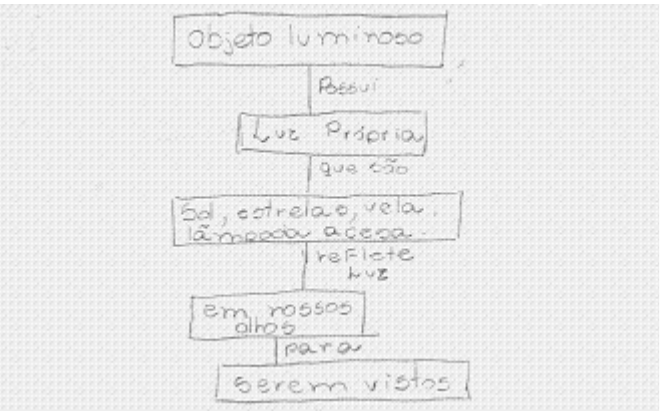 Objeto luminoso
Possui
Luz Própria
que são
Sol, estrelas, vela,
lâmpada acesa.
reflete
Luz
em nossos
olhos
para
serem vistos